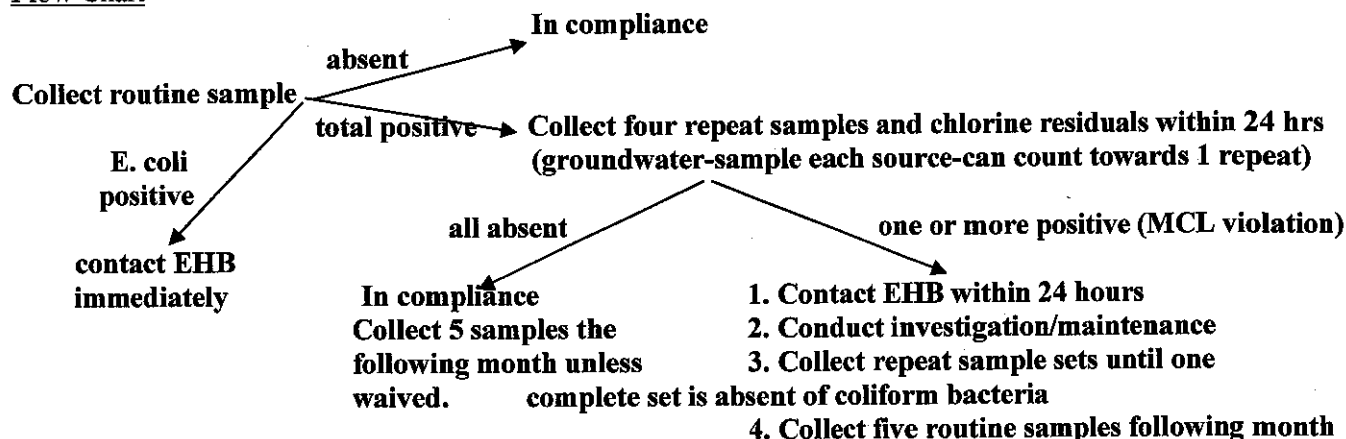 In compliance
absent
Collect routine sample
total positive
Collect four repeat samples and chlorine residuals within 24 hrs
(groundwater-sample each source-can count towards 1 repeat)
E. coli
positive
contact EHB
immediately
all absent
one or more positive (MCL violation)
In compliance
Collect 5 samples the
following month unless
waived.
1. Contact EHB within 24 hours
2. Conduct investigation/maintenance
3. Collect repeat sample sets until one
complete set is absent of coliform bacteria
4. Collect five routine samples following month